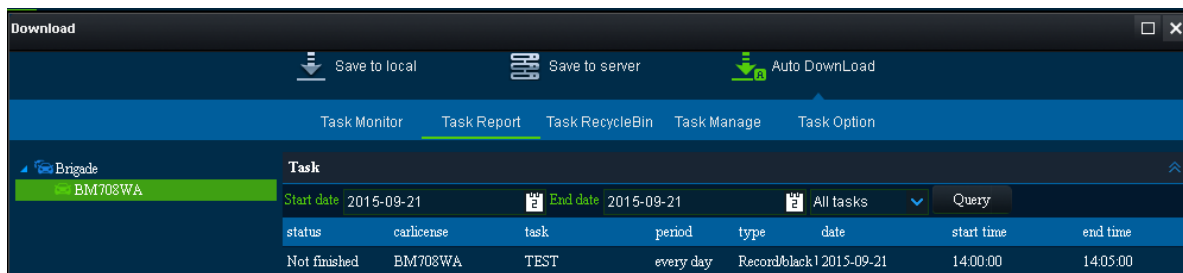 Download
Save to local Save to server Auto DownLoad
Task Monitor Task Report Task RecycleBin Task Manage Task Option
Brigade
BM708WA
Task
Start date 2015-09-21 End date 2015-09-21 All tasks Query
status carlicense task period type date start time end time
Not finished BM708WA TEST every day Record/black 2015-09-21 14:00:00 14:05:00